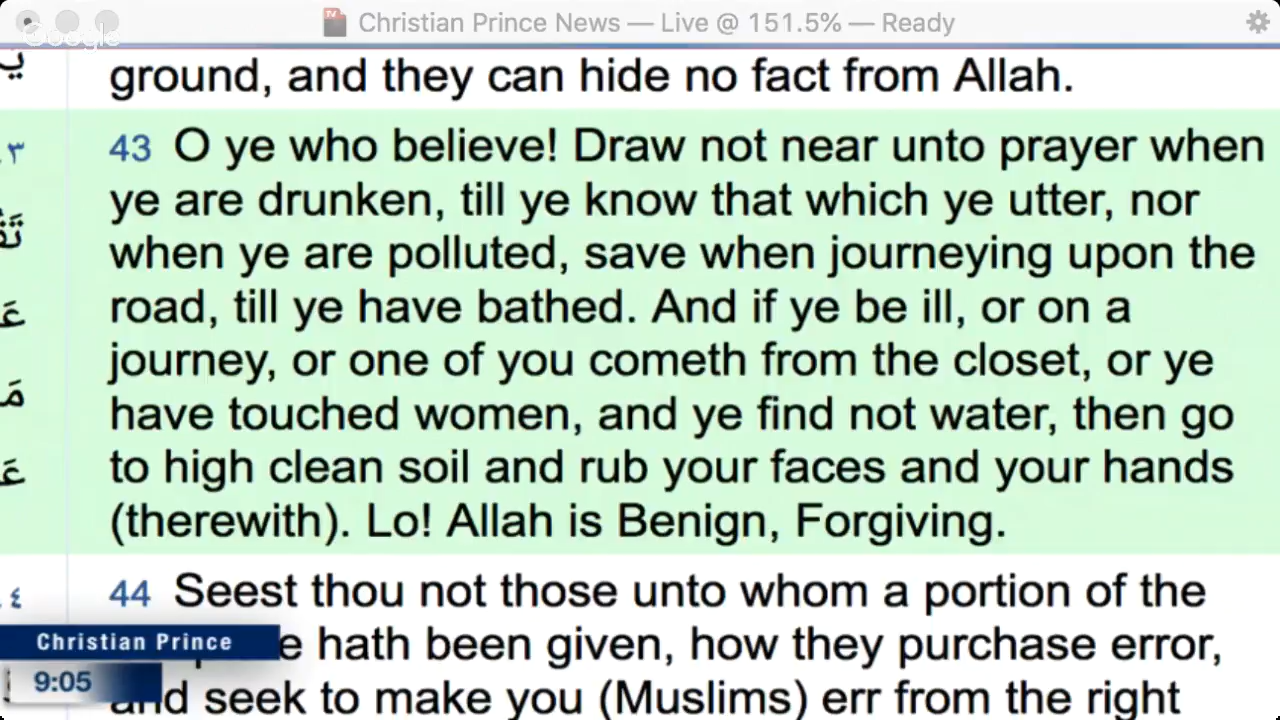 Christian Prince News — Live @ 151.5% — Ready
Google
ground, and they can hide no fact from Allah.
43 O ye who believe! Draw not near unto prayer when
ye are drunken, till ye know that which ye utter, nor
when ye are polluted, save when journeying upon the
road, till ye have bathed. And if ye be ill, or on a
journey, or one of you cometh from the closet, or ye
have touched women, and ye find not water, then go
to high clean soil and rub your faces and your hands
(therewith). Lo! Allah is Benign, Forgiving.
44 Seest thou not those unto whom a portion of the
hath been given, how they purchase error,
and seek to make you (Muslims) err from the right
Christian Prince
9:05